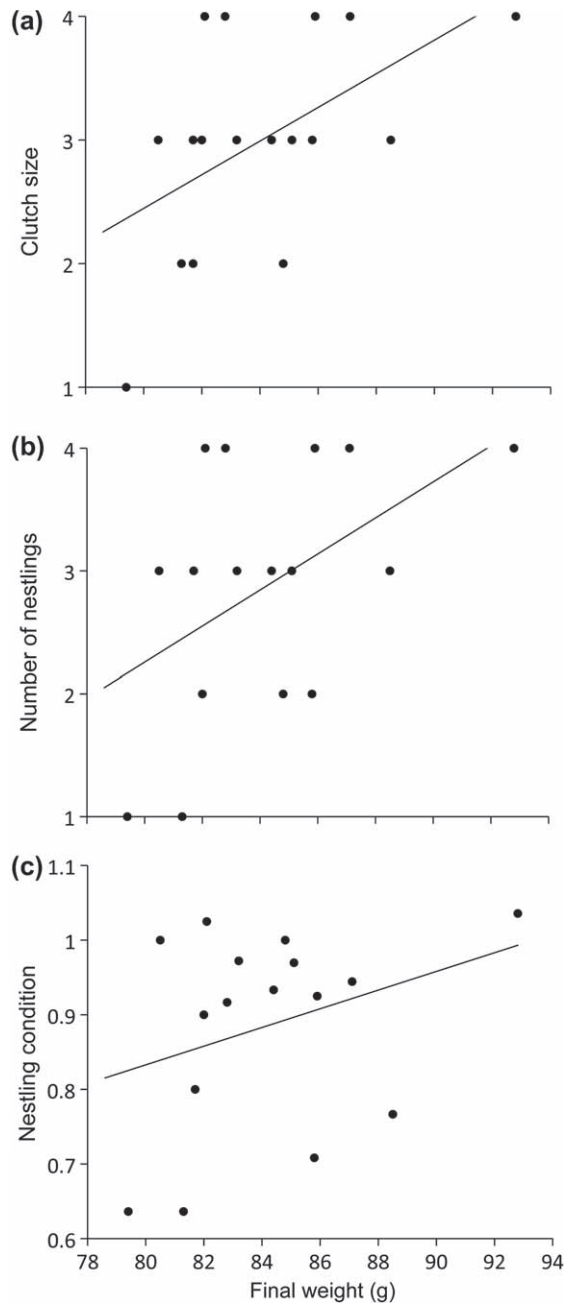 (a)
4
3
2
1
Clutch size
(b)
4
3
2
1
Number of nestlings
(c)
1.1
1
0.9
0.8
0.7
0.6
Nestling condition
78 80 82 84 86 88 90 92 94
Final weight (g)